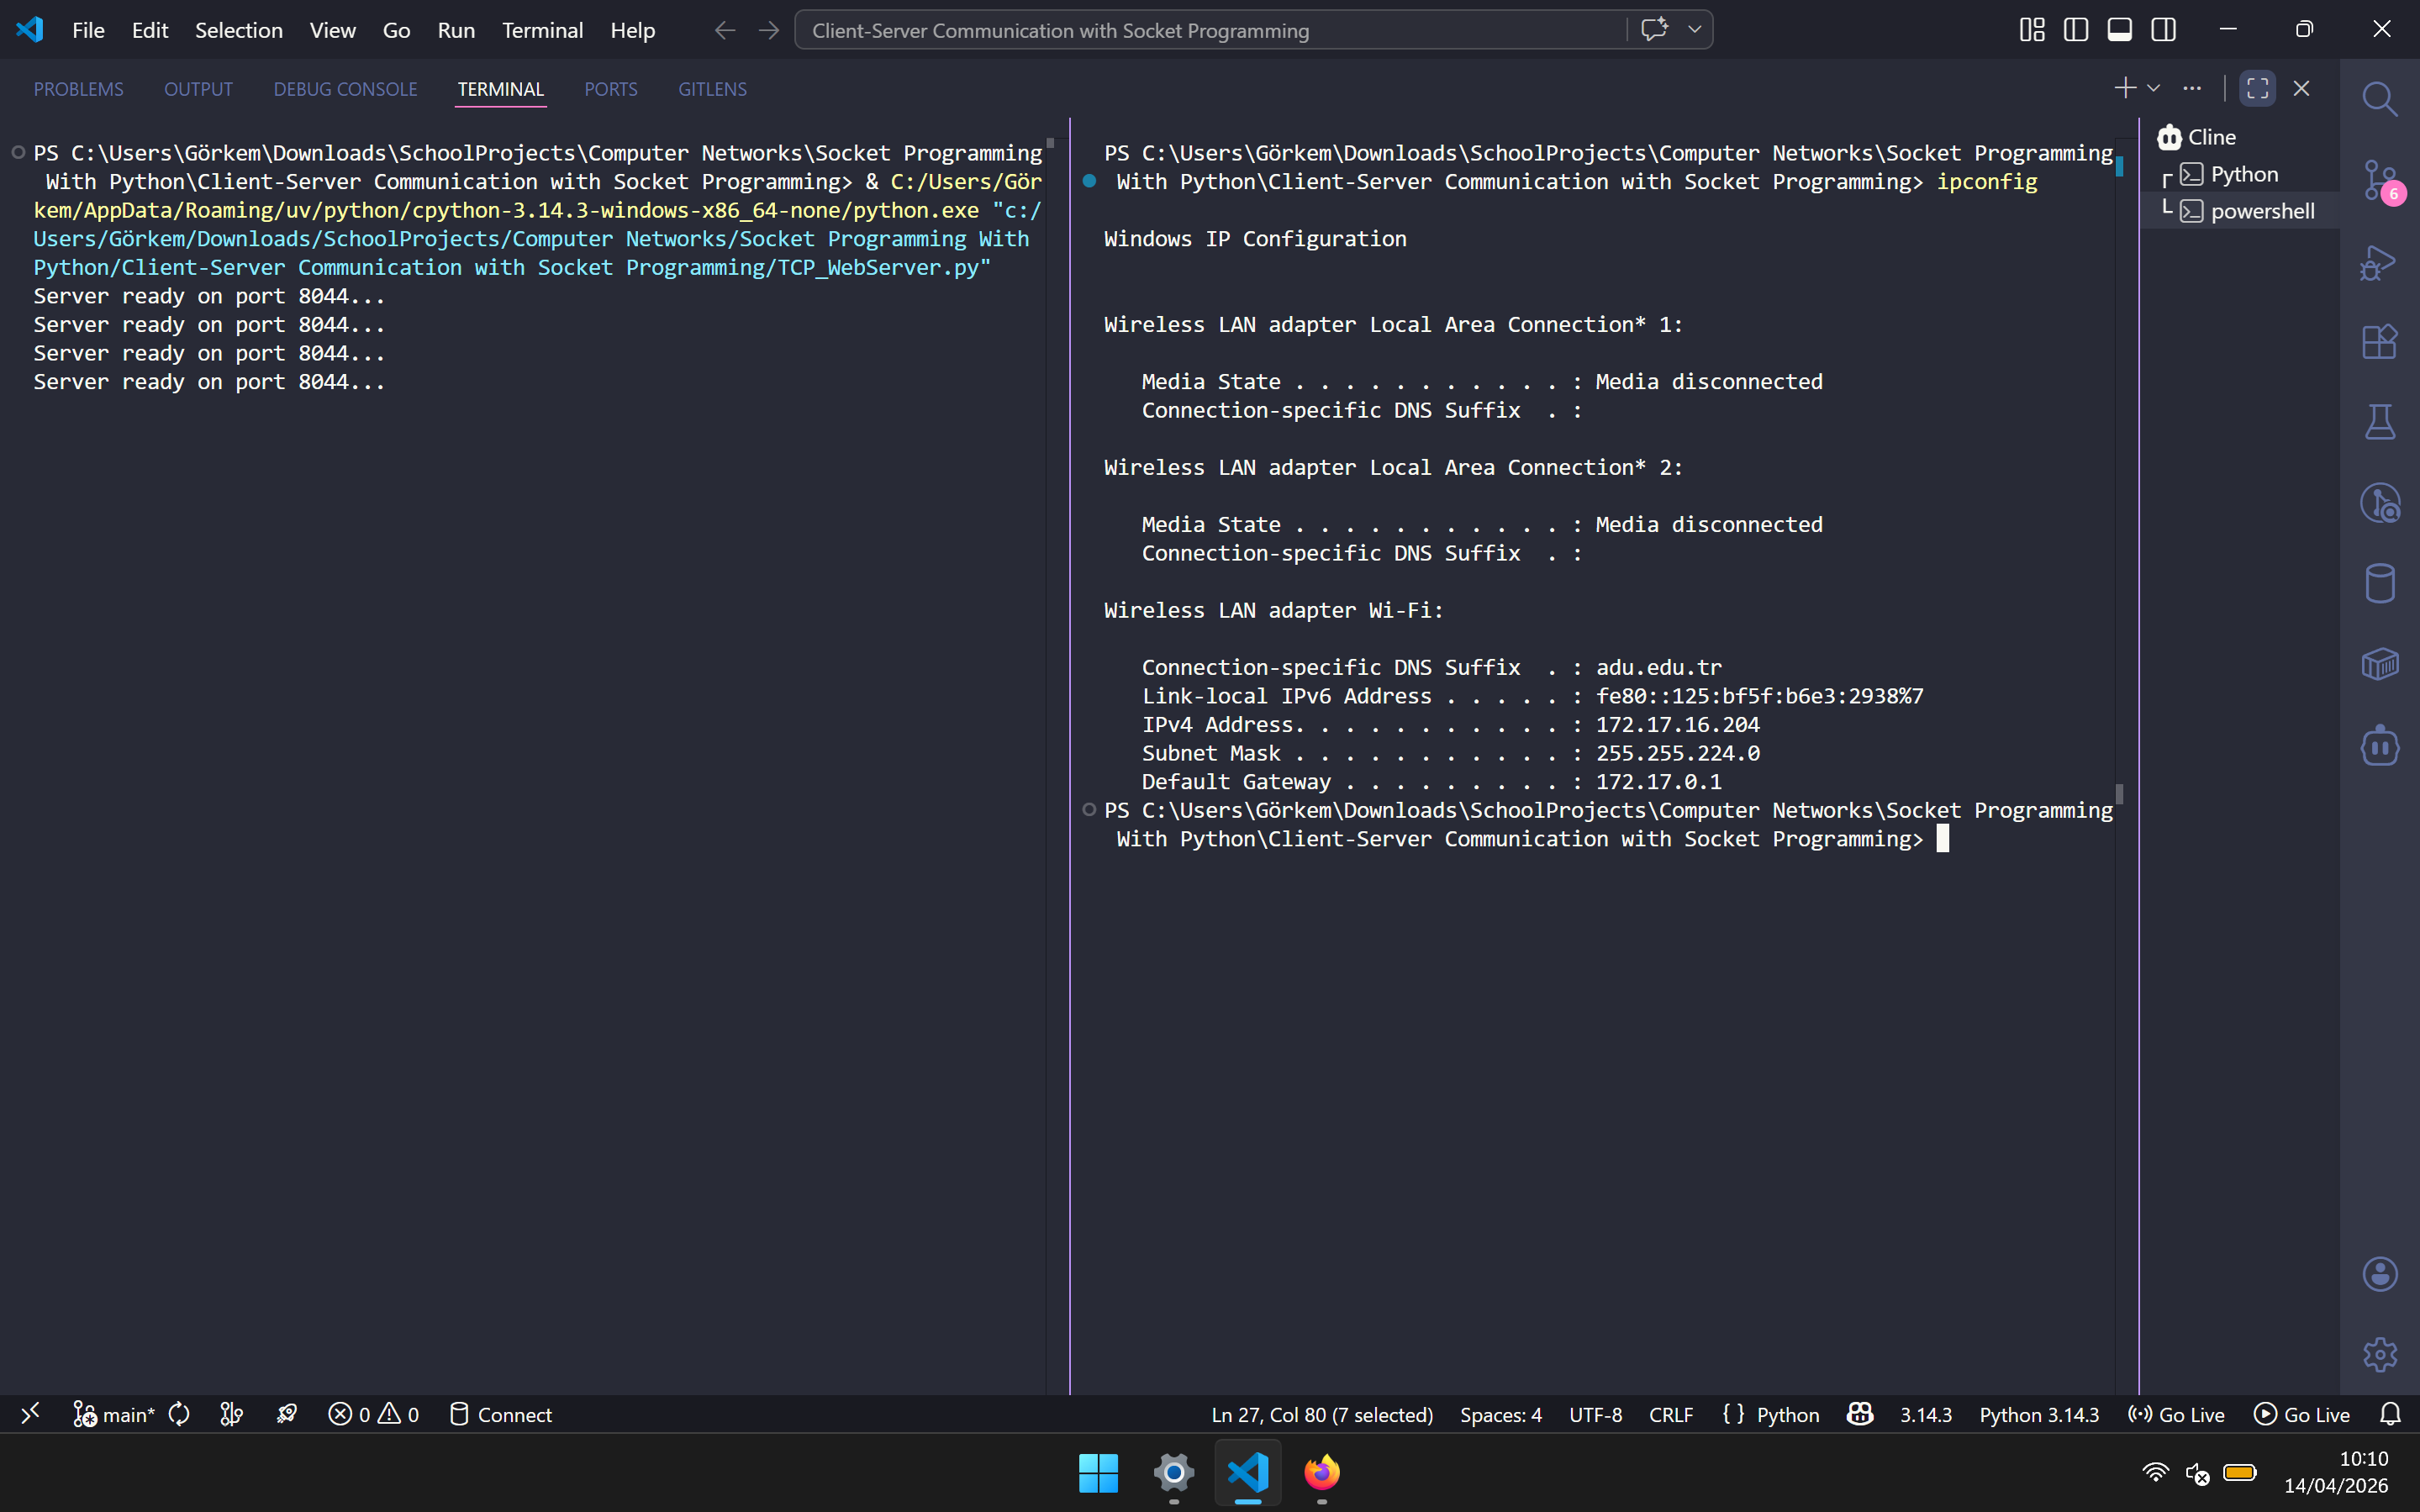 File Edit Selection View Go Run Terminal Help
Client-Server Communication with Socket Programming
PROBLEMS OUTPUT DEBUG CONSOLE TERMINAL PORTS GITLENS
PS C:\Users\Görkem\Downloads\SchoolProjects\Computer Networks\Socket Programming
With Python\Client-Server Communication with Socket Programming> & C:/Users/Gör
kem/AppData/Roaming/uv/python/cpython-3.14.3-windows-x86_64-none/python.exe "c:/
Users/Görkem/Downloads/SchoolProjects/Computer Networks/Socket Programming With
Python/Client-Server Communication with Socket Programming/TCP_WebServer.py"
Server ready on port 8044...
Server ready on port 8044...
Server ready on port 8044...
Server ready on port 8044...
PS C:\Users\Görkem\Downloads\SchoolProjects\Computer Networks\Socket Programming
With Python\Client-Server Communication with Socket Programming> ipconfig
Windows IP Configuration
Wireless LAN adapter Local Area Connection* 1:
Media State . . . . . . . . . . . : Media disconnected
Connection-specific DNS Suffix . :
Wireless LAN adapter Local Area Connection* 2:
Media State . . . . . . . . . . . : Media disconnected
Connection-specific DNS Suffix . :
Wireless LAN adapter Wi-Fi:
Connection-specific DNS Suffix . : adu.edu.tr
Link-local IPv6 Address . . . . . : fe80::125:bf5f:b6e3:2938%7
IPv4 Address. . . . . . . . . . . : 172.17.16.204
Subnet Mask . . . . . . . . . . . : 255.255.224.0
Default Gateway . . . . . . . . . : 172.17.0.1
PS C:\Users\Görkem\Downloads\SchoolProjects\Computer Networks\Socket Programming
With Python\Client-Server Communication with Socket Programming>
Cline
Python
powershell
6
main* 0 0 Connect
Ln 27, Col 80 (7 selected) Spaces: 4 UTF-8 CRLF { } Python 3.14.3 Python 3.14.3 Go Live Go Live
10:10
14/04/2026